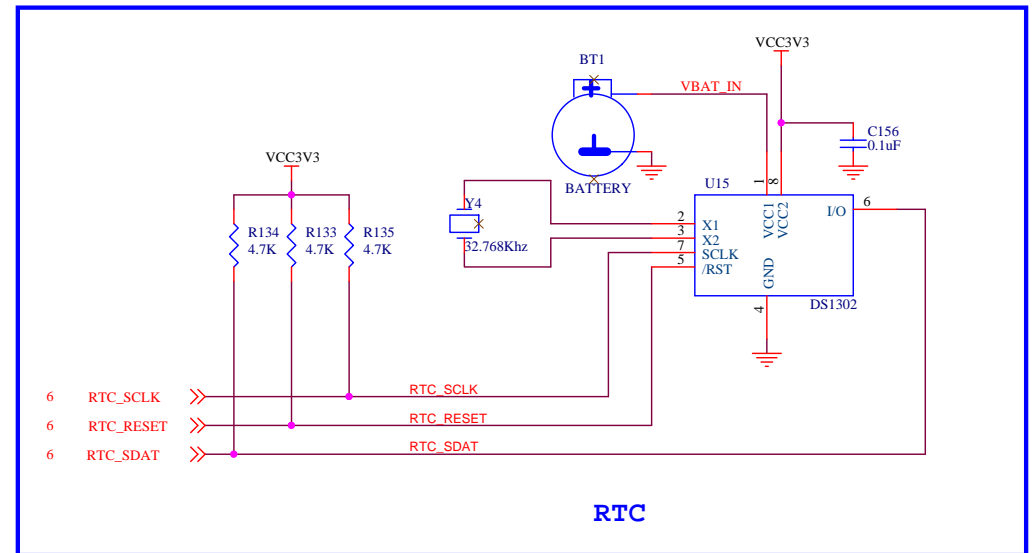 VCC3V3
BT1
VBAT_IN
C156
0.1uF
VCC3V3
BATTERY
U15
1
8
6
Y4
32.768Khz
R134
4.7K
R133
4.7K
R135
4.7K
2
3
7
5
X1
X2
SCLK
/RST
VCC1
VCC2
I/O
GND
4
DS1302
6 RTC_SCLK RTC_SCLK
6 RTC_RESET RTC_RESET
6 RTC_SDAT RTC_SDAT
RTC